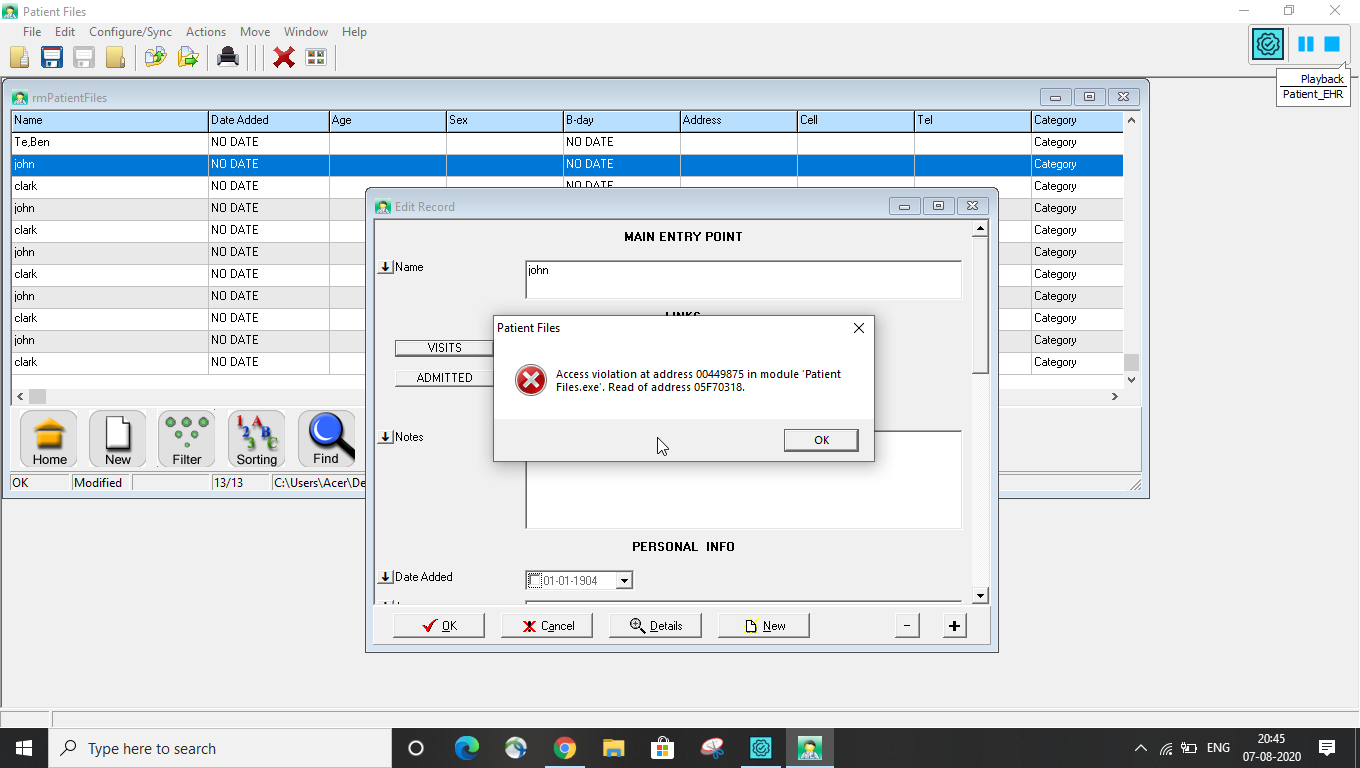 Patient Files
File Edit Configure/Sync Actions Move Window Help
Playback
Patient_EHR
rmPatientFiles
Name Date Added Age Sex B-day Address Cell Tel Category
Te,Ben NO DATE NO DATE Category
john NO DATE NO DATE Category
clark NO DATE NO DATE Category
john NO DATE Category
clark NO DATE Category
john NO DATE Category
clark NO DATE Category
john NO DATE Category
clark NO DATE Category
john NO DATE Category
clark NO DATE Category
Home New Filter Sorting Find
OK Modified 13/13 C:\Users\Acer\De
Edit Record
MAIN ENTRY POINT
Name john
LINKS
VISITS
ADMITTED
Notes
PERSONAL INFO
Date Added 01-01-1904
OK Cancel Details New - +
Patient Files
Access violation at address 00449875 in module 'Patient
Files.exe'. Read of address 05F70318.
OK
Type here to search
ENG
20:45
07-08-2020